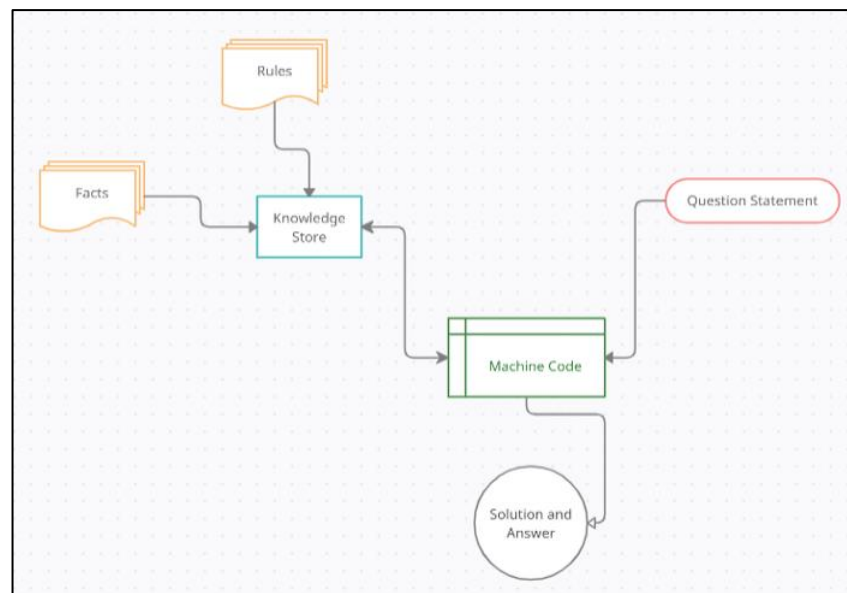 Rules
Facts
Knowledge
Store
Question Statement
Machine Code
Solution and
Answer